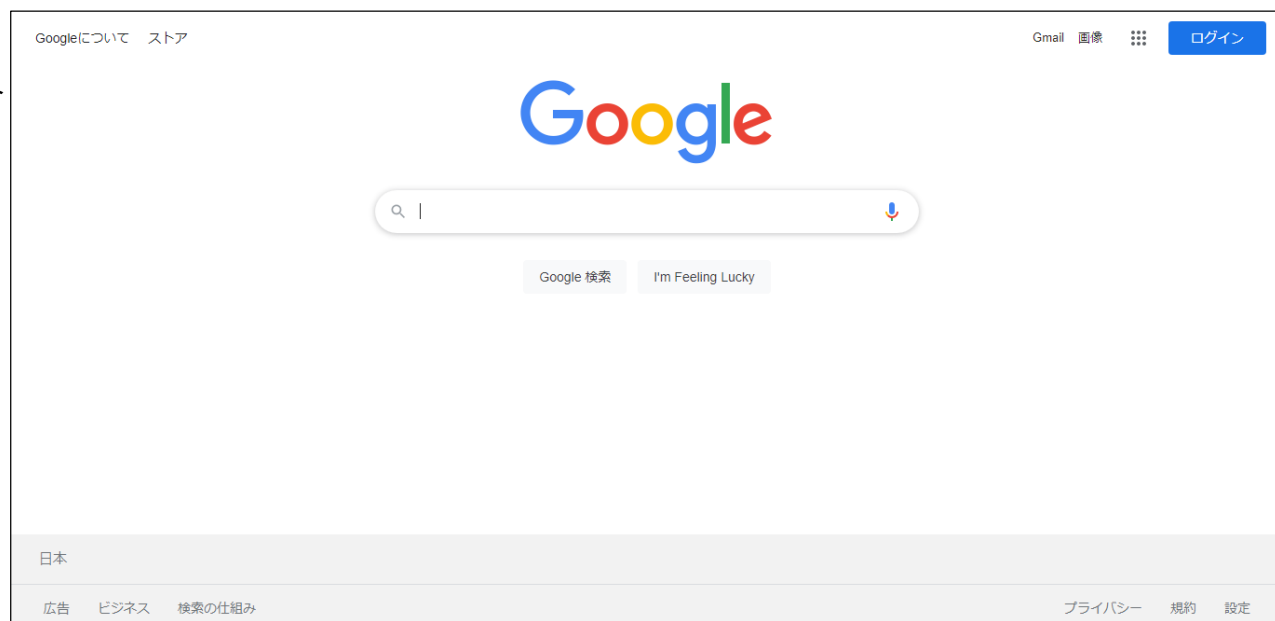 Googleについて ストア Gmail 画像 ログイン
Google
Google 検索 I'm Feeling Lucky
日本
広告 ビジネス 検索の仕組み プライバシー 規約 設定